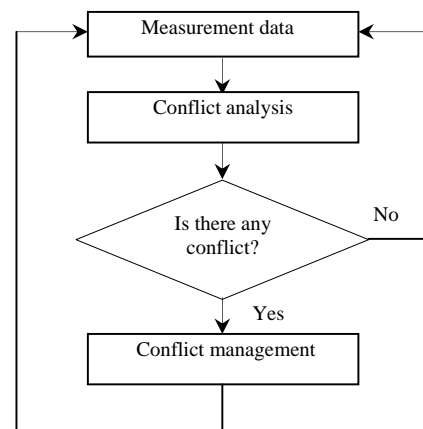 Measurement data
Conflict analysis
Is there any
conflict?
No
Yes
Conflict management